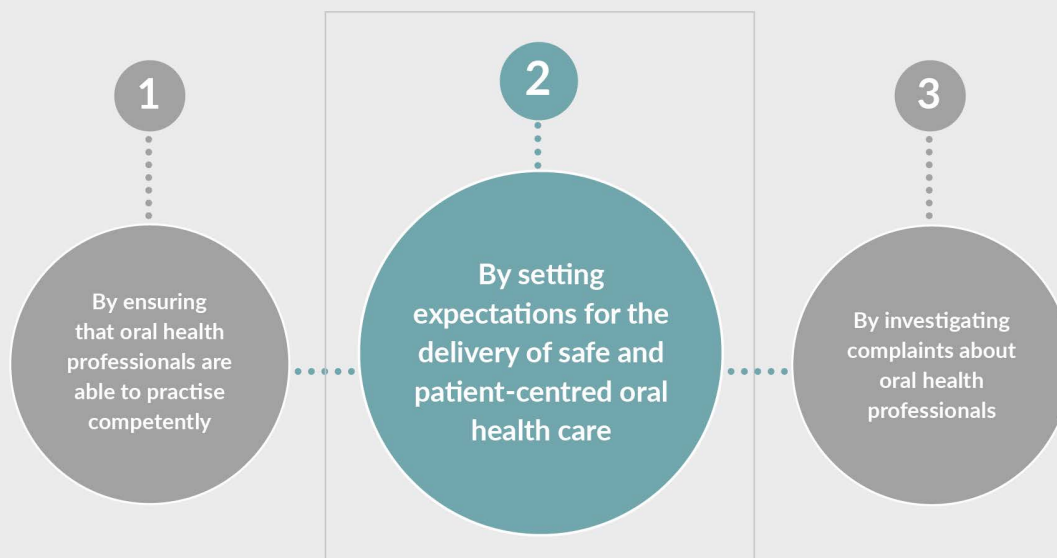 1
By ensuring
that oral health
professionals are
able to practise
competently
2
By setting
expectations for the
delivery of safe and
patient-centred oral
health care
3
By investigating
complaints about
oral health
professionals